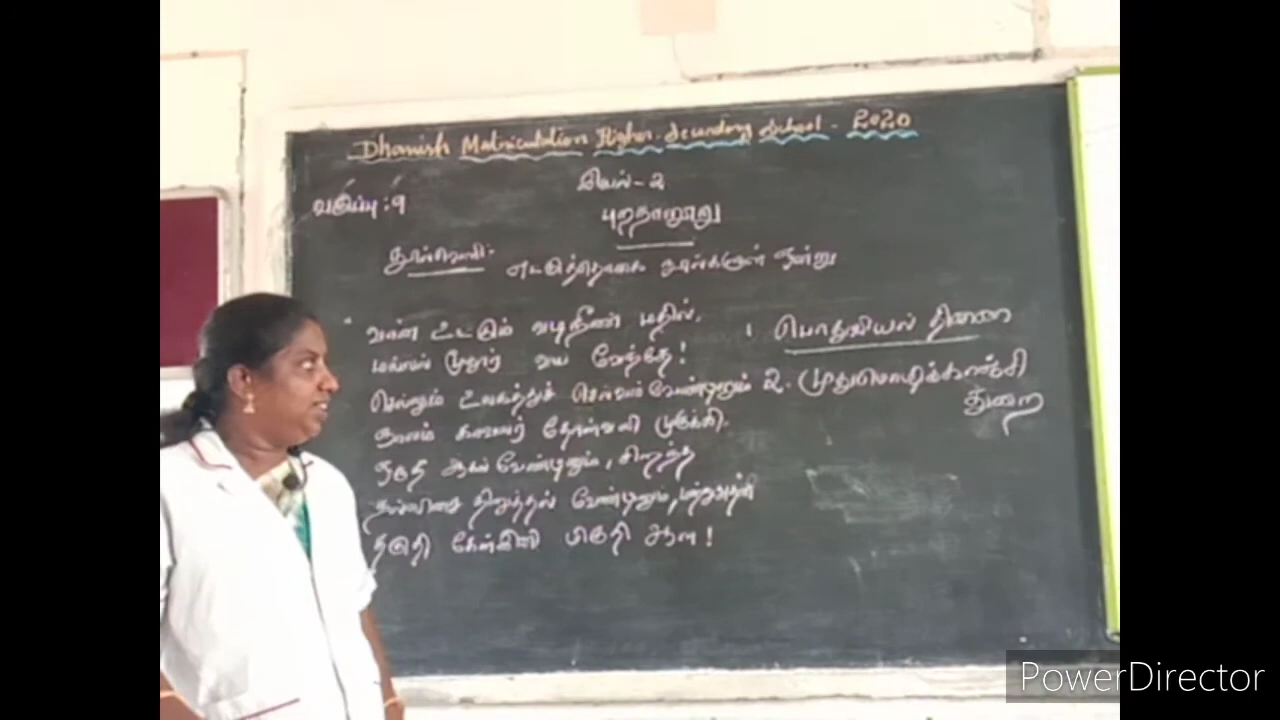 Dhanish Matriculation Higher Secondary School - 2020
இயல் - 2
வகுப்பு : 9
புறநானூறு
நூல்வெளி:- எட்டுத்தொகை நூல்களுள் ஒன்று
வான் உட்கும் வடிநீண் மதில்,
மல்லல் மூதூர் வய வேந்தே!
செல்லும் உலகத்துச் செல்வம் வேண்டினும்
ஞாலம் காவலர் தோள்வலி முருக்கி,
ஒருநீ ஆகல் வேண்டினும், சிறந்த
நல்லிசை நிறுத்தல் வேண்டினும், மற்றுஅதன்
தகுதி கேள்இனி மிகுதி ஆள!
1 பொதுவியல் திணை
2. முதுமொழிக்காஞ்சி
துறை
PowerDirector